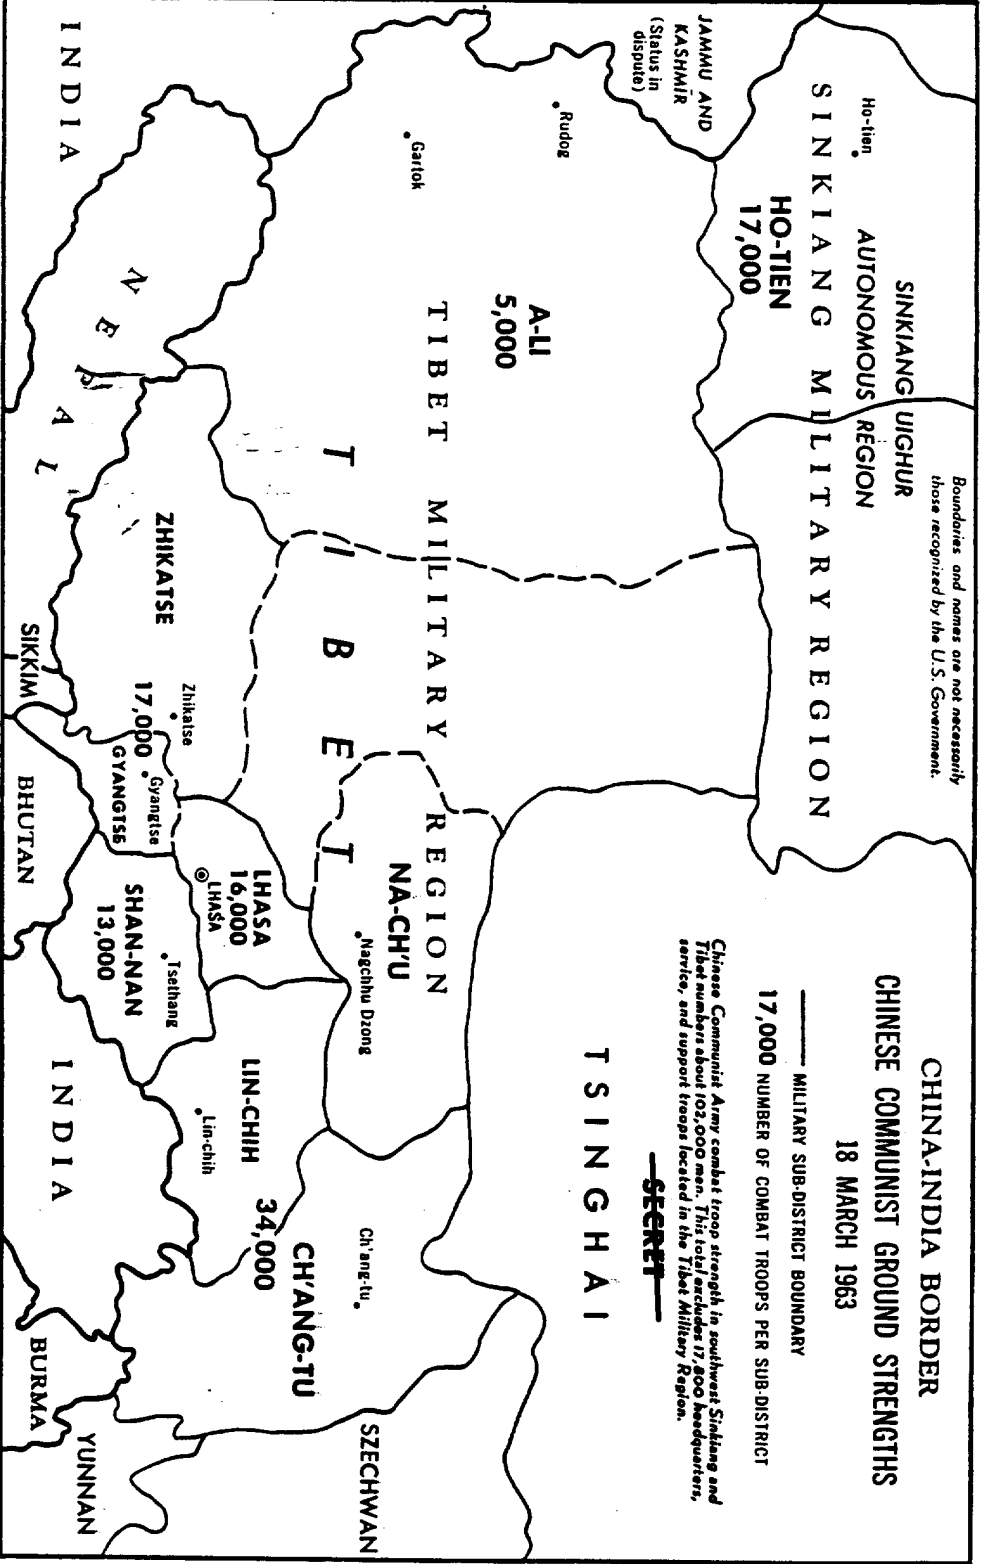 CHINA-INDIA BORDER
CHINESE COMMUNIST GROUND STRENGTHS
18 MARCH 1963
MILITARY SUB-DISTRICT BOUNDARY
17,000 NUMBER OF COMBAT TROOPS PER SUB-DISTRICT
Chinese Communist Army combat troop strength in southwest Sinkiang and
Tibet numbers about 102,000 men. This total excludes 17,800 headquarters,
service, and support troops located in the Tibet Military Region.
SECRET
Boundaries and names are not necessarily
those recognized by the U.S. Government.
SINKIANG UIGHUR
AUTONOMOUS REGION
Ho-tien
SINKIANG MILITARY REGION
HO-TIEN
17,000
JAMMU AND
KASHMĪR
(Status in
dispute)
Rudog
Gartok
A-LI
5,000
TIBET MILITARY REGION
TIBET
TSINGHAI
NA-CH'U
Nagchhu Dzong
Ch'ang-tu
CH'ANG-TU
34,000
SZECHWAN
LHASA
16,000
LHASA
LIN-CHIH
Lin-chih
ZHIKATSE
Zhikatse
17,000
Gyangtse
GYANGTSE
SHAN-NAN
13,000
Tsethang
INDIA
NEPAL
SIKKIM
BHUTAN
INDIA
BURMA
YUNNAN